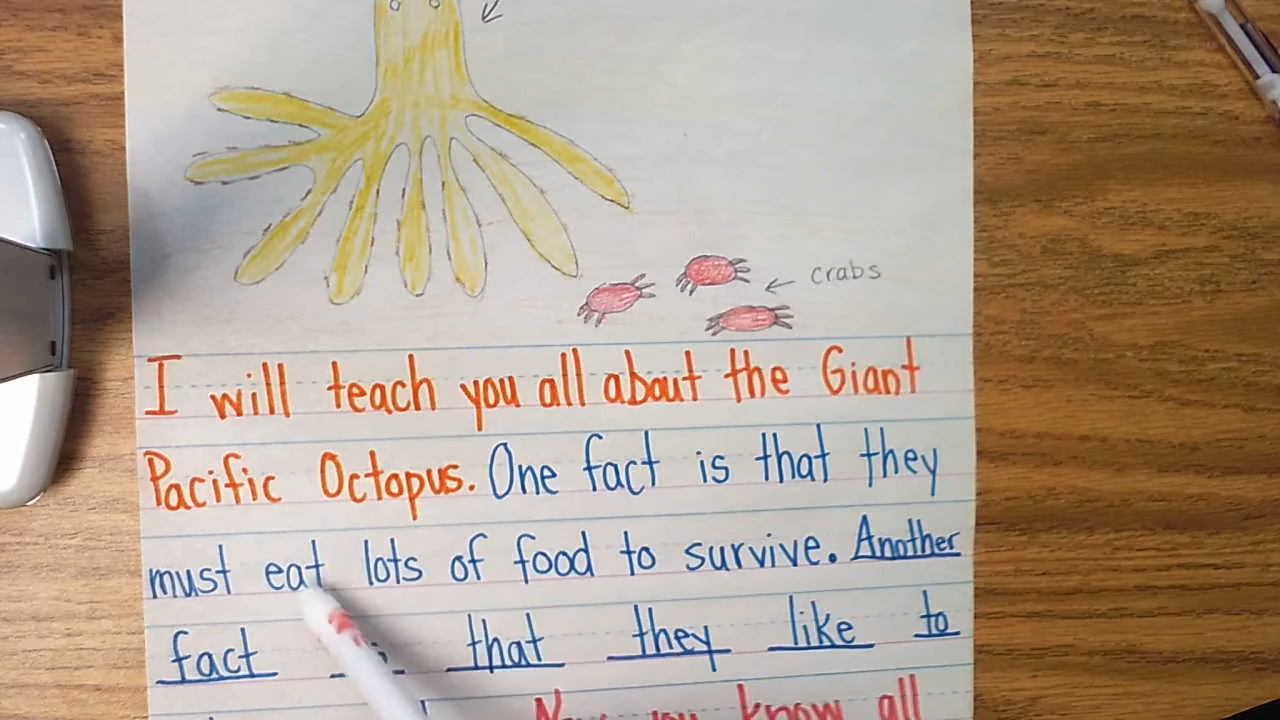 crabs
I will teach you all about the Giant
Pacific Octopus. One fact is that they
must eat lots of food to survive. Another
fact that they like to
know all